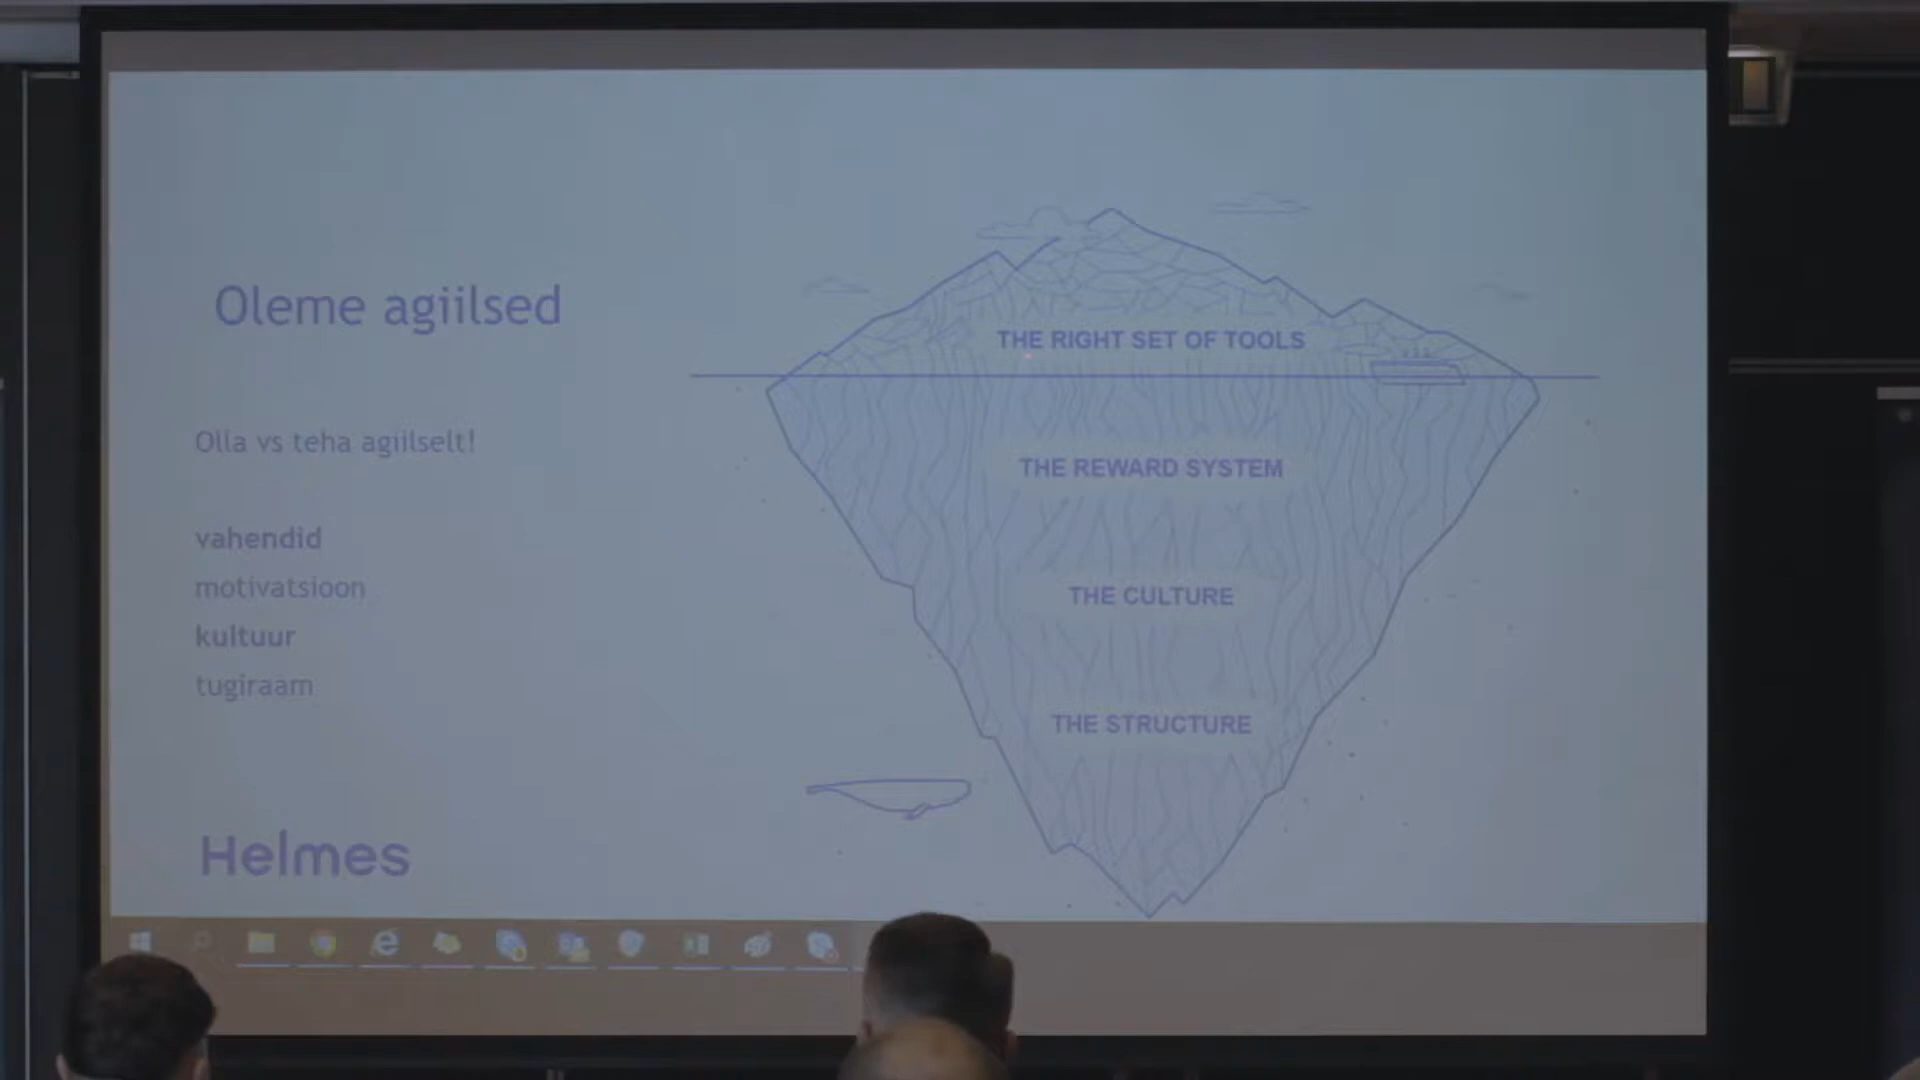 Oleme agiilsed
Olla vs teha agiilselt!
vahendid
motivatsioon
kultuur
tugiraam
Helmes
THE RIGHT SET OF TOOLS
THE REWARD SYSTEM
THE CULTURE
THE STRUCTURE